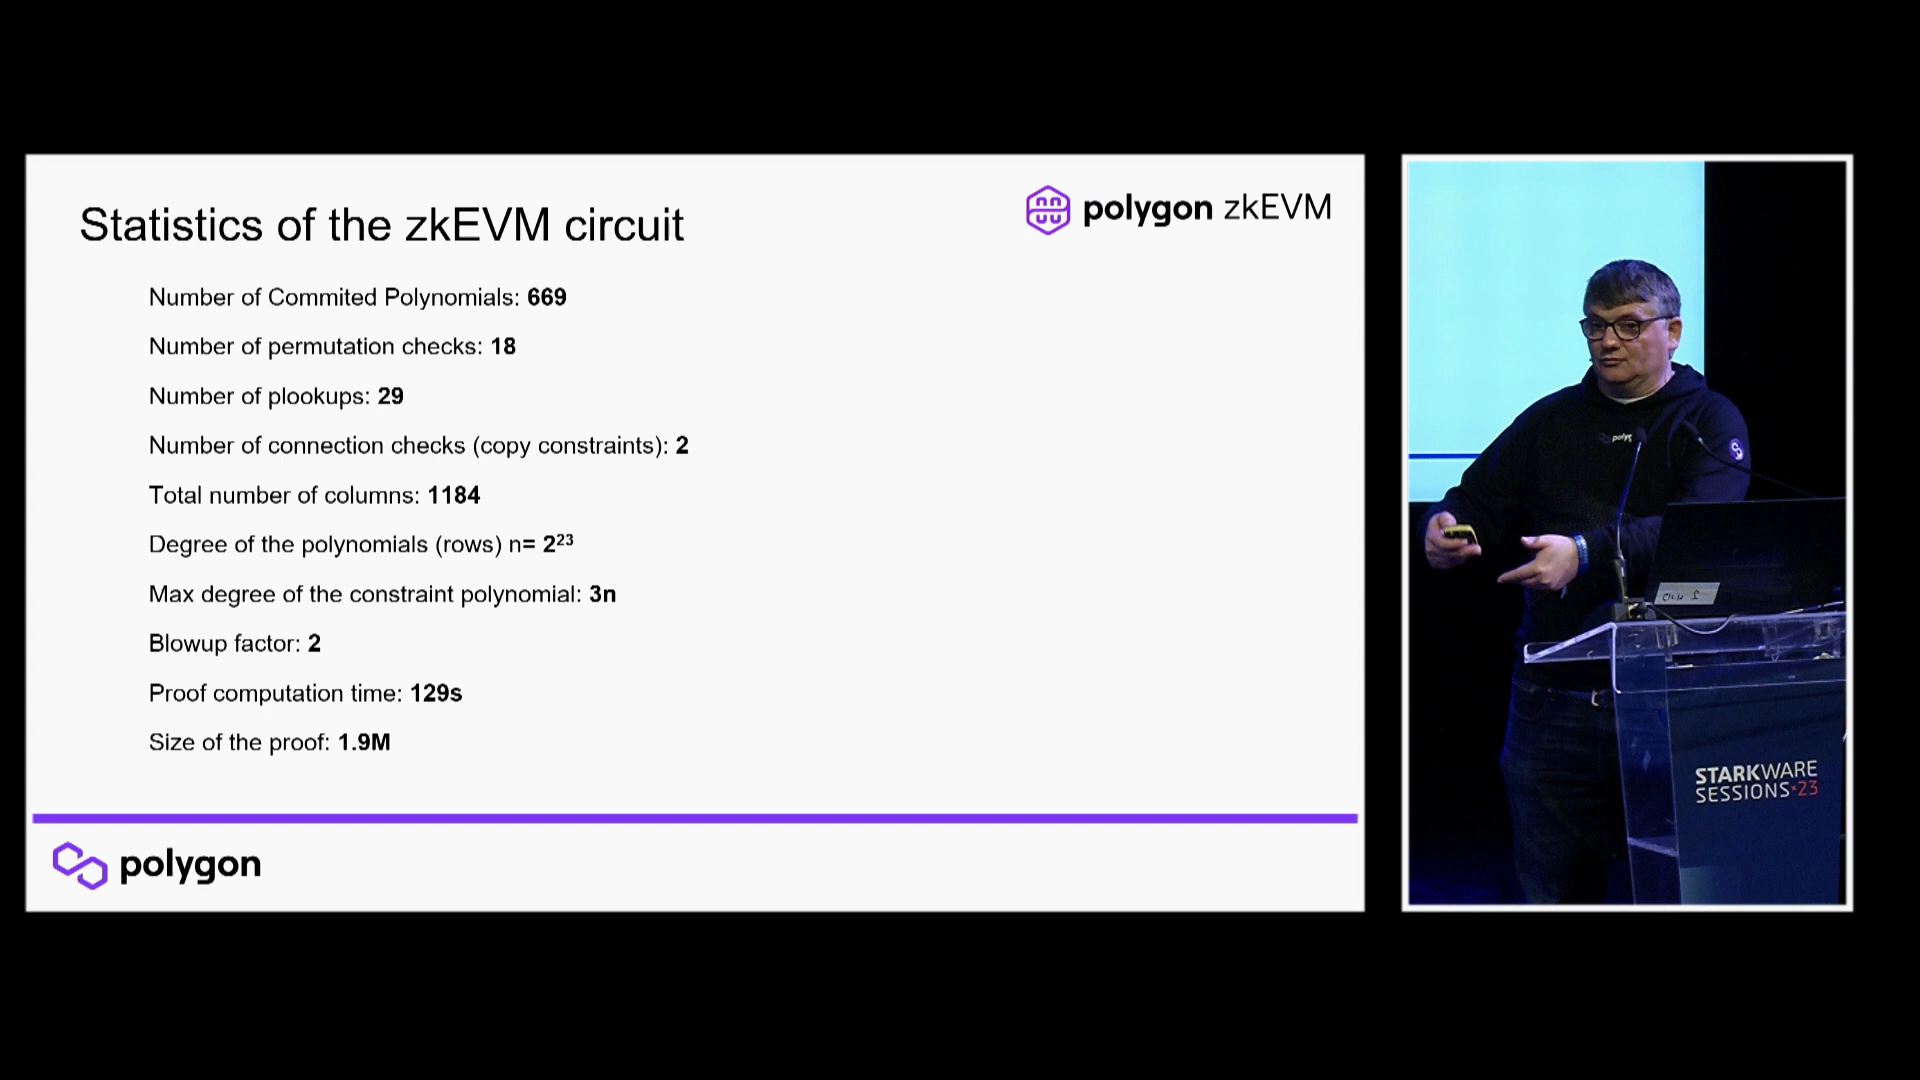 Statistics of the zkEVM circuit
polygon zkEVM
Number of Commited Polynomials: 669
Number of permutation checks: 18
Number of plookups: 29
Number of connection checks (copy constraints): 2
Total number of columns: 1184
Degree of the polynomials (rows) n= 2²³
Max degree of the constraint polynomial: 3n
Blowup factor: 2
Proof computation time: 129s
Size of the proof: 1.9M
polygon
STARKWARE
SESSIONS 23